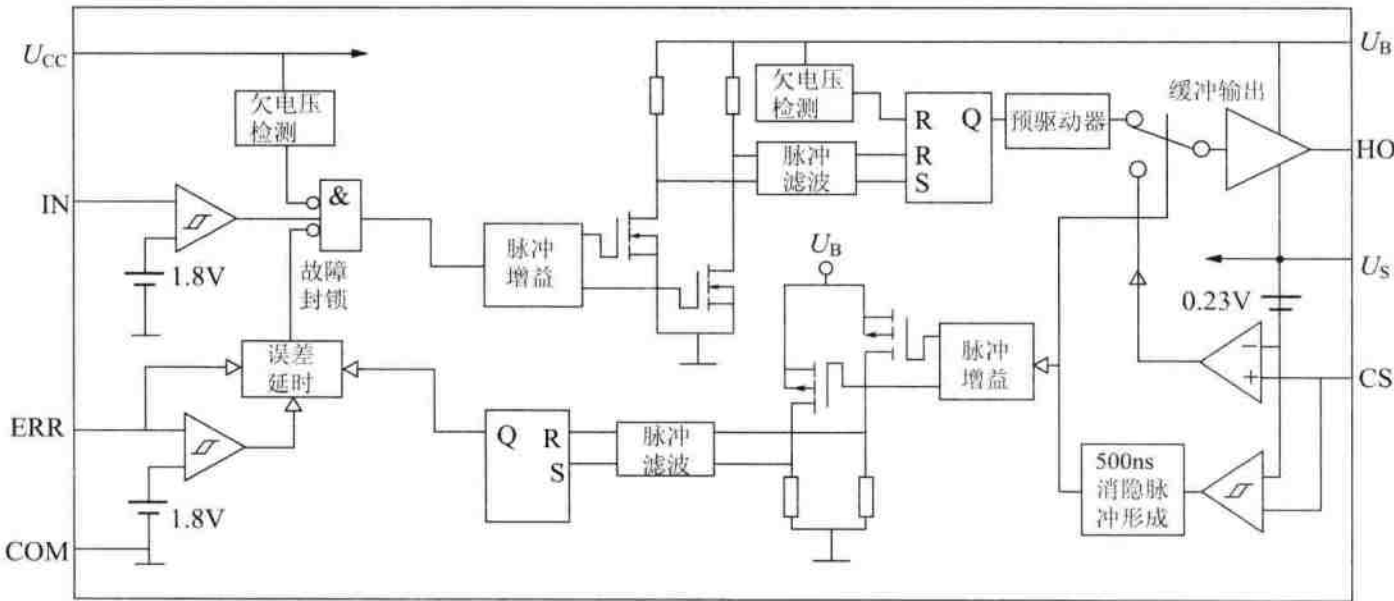 U_CC
欠电压
检测
IN
1.8V
&
故障
封锁
误差
延时
ERR
1.8V
COM
脉冲
增益
欠电压
检测
脉冲
滤波
R
R
S
Q
预驱动器
缓冲输出
U_B
HO
U_B
U_S
0.23V
脉冲
增益
−
+
CS
Q
R
S
脉冲
滤波
500ns
消隐脉
冲形成